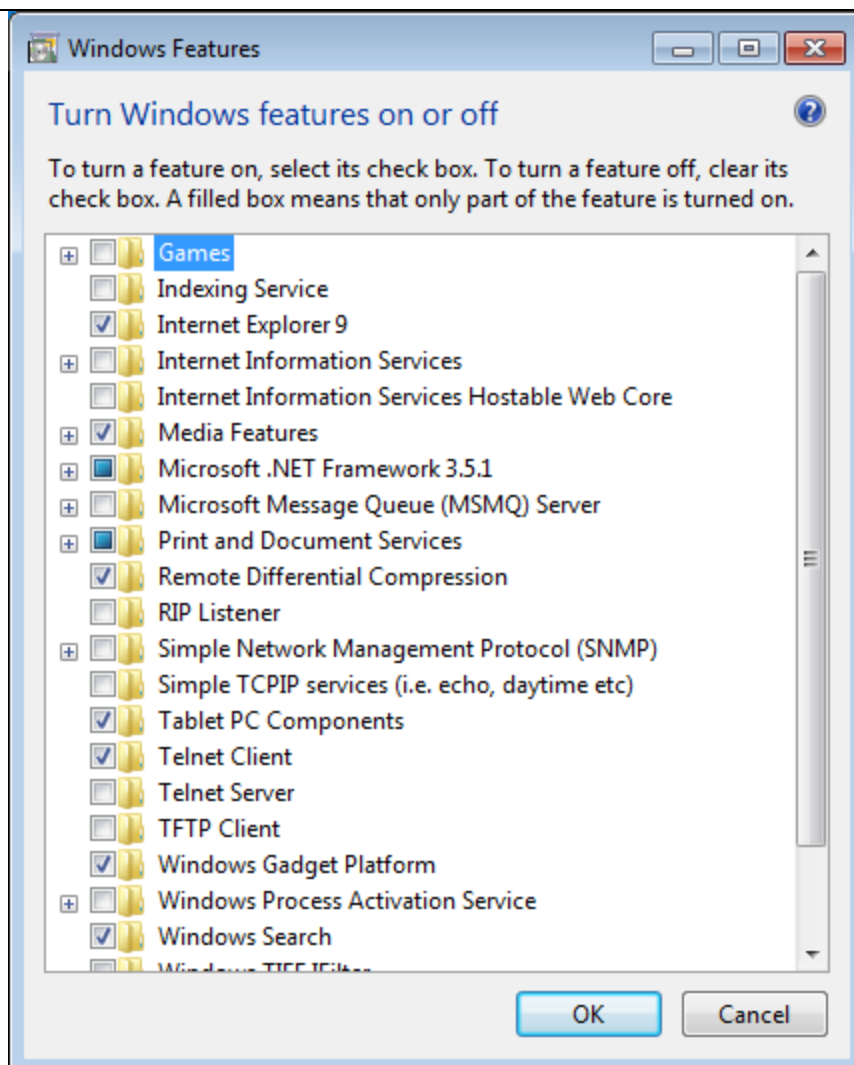 Windows Features
Turn Windows features on or off
To turn a feature on, select its check box. To turn a feature off, clear its
check box. A filled box means that only part of the feature is turned on.
Games
Indexing Service
Internet Explorer 9
Internet Information Services
Internet Information Services Hostable Web Core
Media Features
Microsoft .NET Framework 3.5.1
Microsoft Message Queue (MSMQ) Server
Print and Document Services
Remote Differential Compression
RIP Listener
Simple Network Management Protocol (SNMP)
Simple TCPIP services (i.e. echo, daytime etc)
Tablet PC Components
Telnet Client
Telnet Server
TFTP Client
Windows Gadget Platform
Windows Process Activation Service
Windows Search
Windows TIFF IFilter
OK Cancel